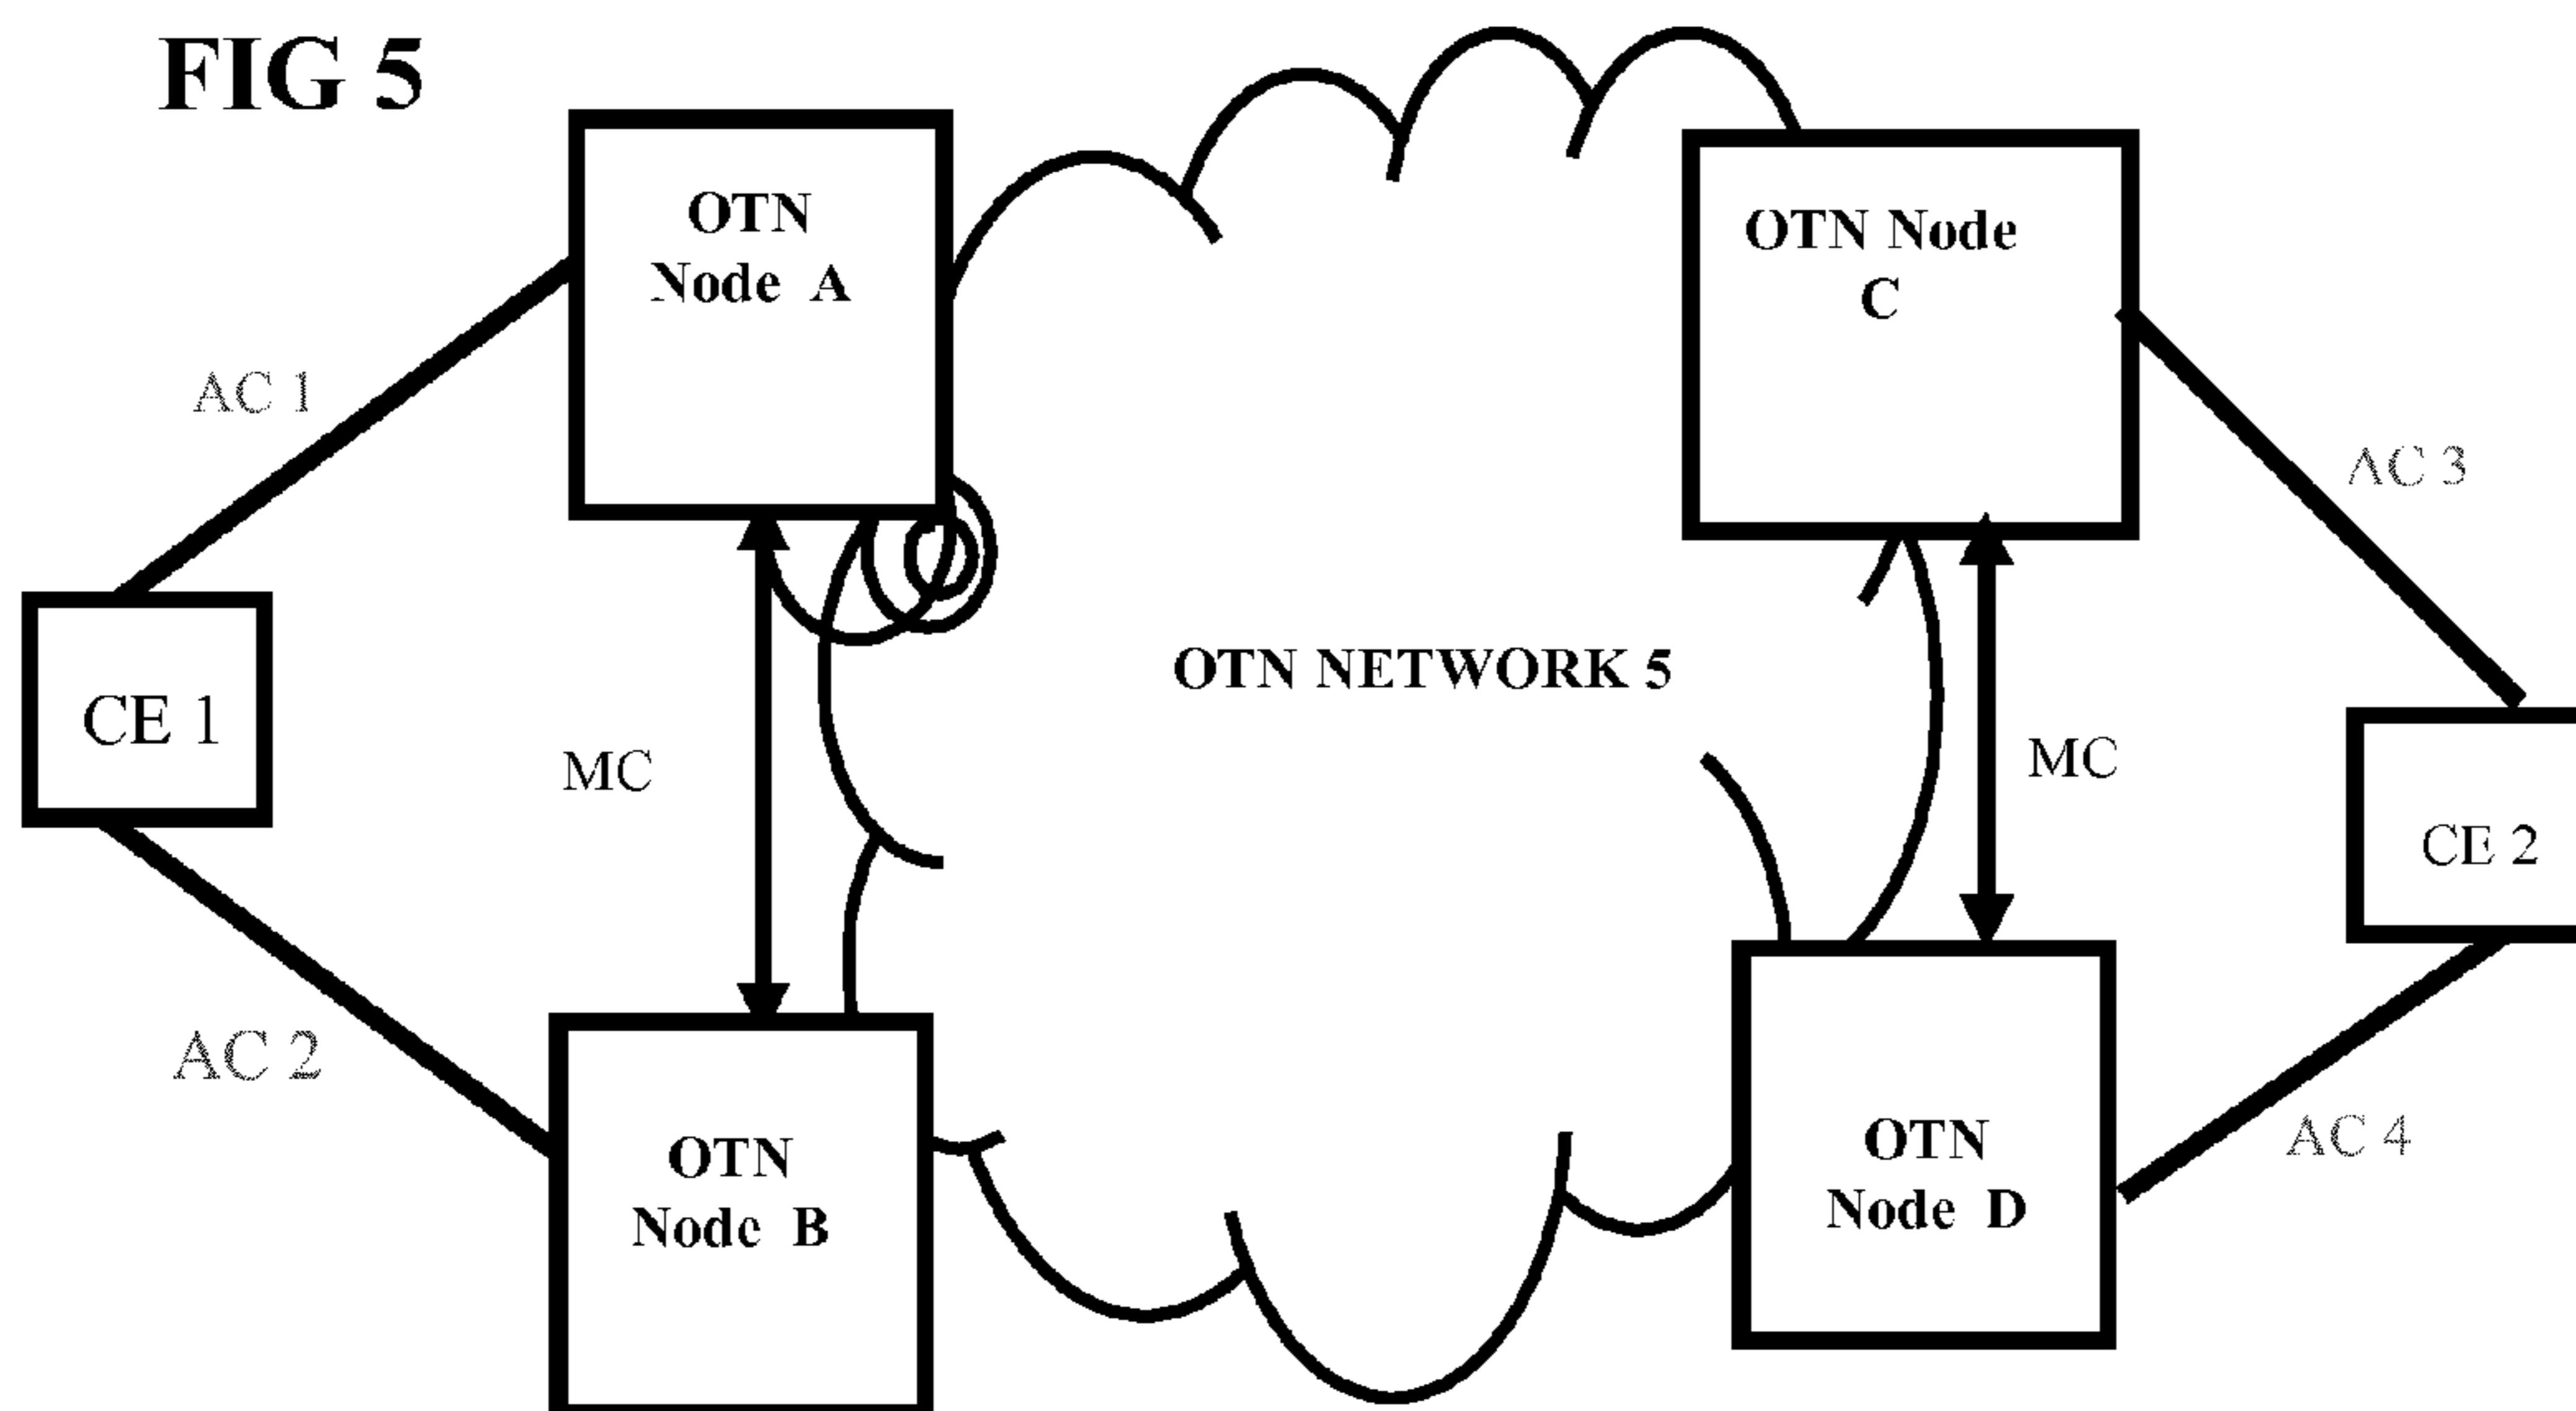 FIG 5
OTN
Node A
OTN Node
C
AC 1
AC 3
CE 1
OTN NETWORK 5
MC
MC
CE 2
AC 2
OTN
Node B
OTN
Node D
AC 4